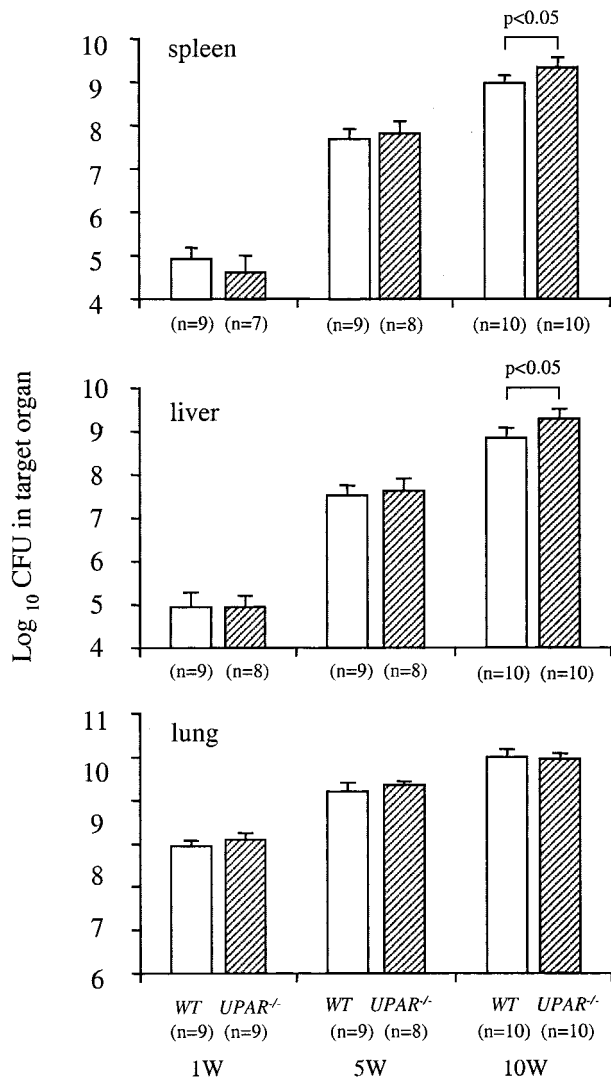 Log 10 CFU in target organ
spleen
p<0.05
10
9
8
7
6
5
4
(n=9) (n=7) (n=9) (n=8) (n=10) (n=10)
liver
p<0.05
10
9
8
7
6
5
4
(n=9) (n=8) (n=9) (n=8) (n=10) (n=10)
lung
11
10
9
8
7
6
WT UPAR-/- WT UPAR-/- WT UPAR-/-
(n=9) (n=9) (n=9) (n=8) (n=10) (n=10)
1W 5W 10W